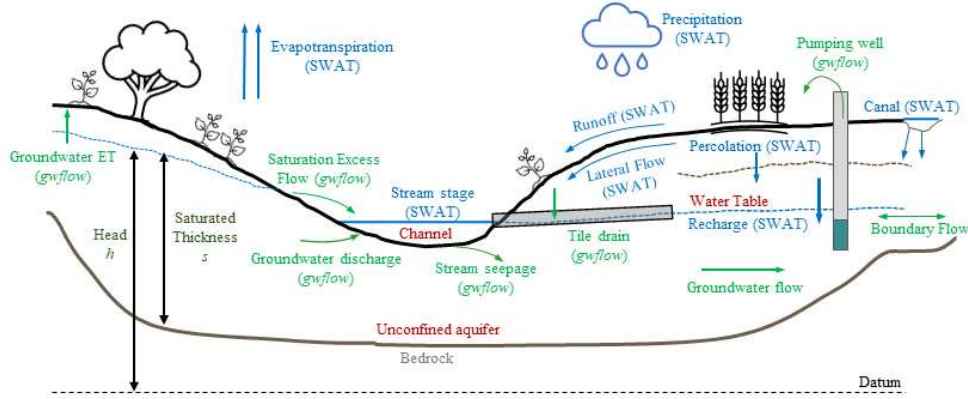 Precipitation
(SWAT)
Evapotranspiration
(SWAT)
Pumping well
(gwflow)
Canal (SWAT)
Runoff (SWAT)
Percolation (SWAT)
Lateral Flow
(SWAT)
Groundwater ET
(gwflow)
Saturation Excess
Flow (gwflow)
Stream stage
(SWAT)
Water Table
Recharge (SWAT)
Boundary Flow
Saturated
Thickness
s
Head
h
Channel
Groundwater discharge
(gwflow)
Stream seepage
(gwflow)
Tile drain
(gwflow)
Groundwater flow
Unconfined aquifer
Bedrock
Datum